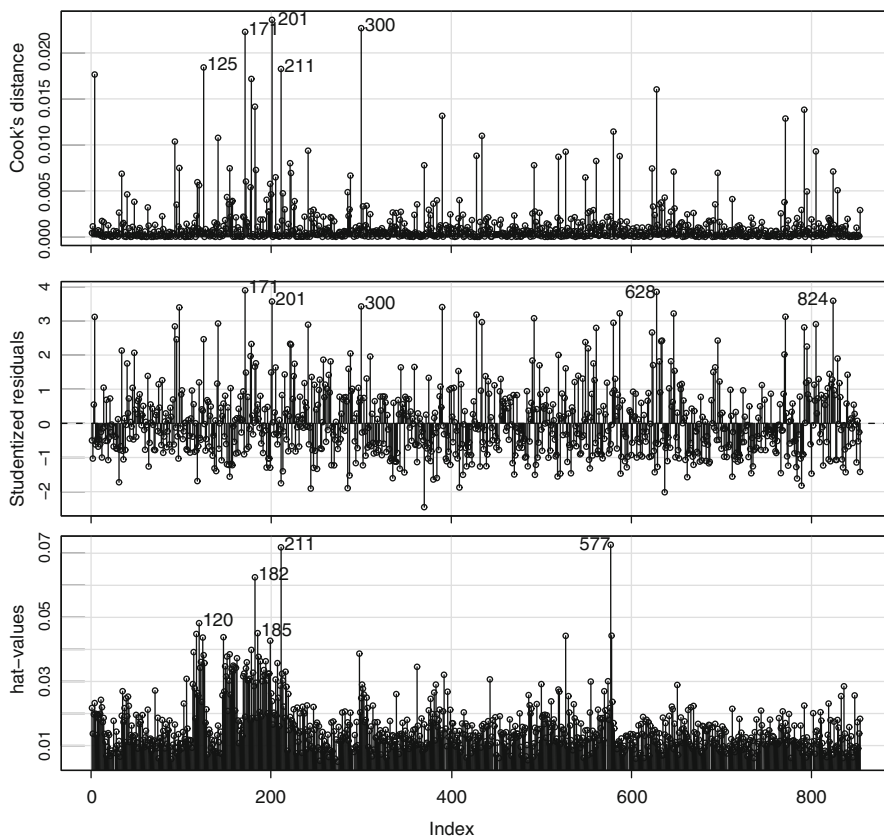 Cook's distance
0.000 0.005 0.010 0.015 0.020
125
171
201
211
300
Studentized residuals
−2 −1 0 1 2 3 4
171
201
300
628
824
hat−values
0.01 0.03 0.05 0.07
120
182
185
211
577
0 200 400 600 800
Index